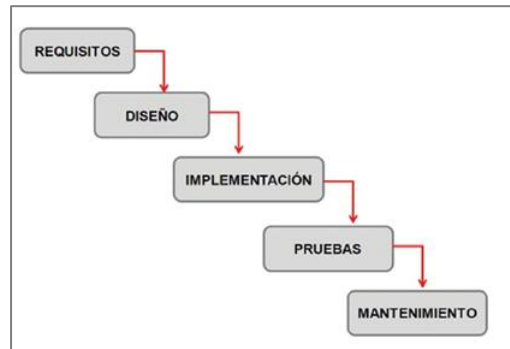 REQUISITOS
DISEÑO
IMPLEMENTACIÓN
PRUEBAS
MANTENIMIENTO